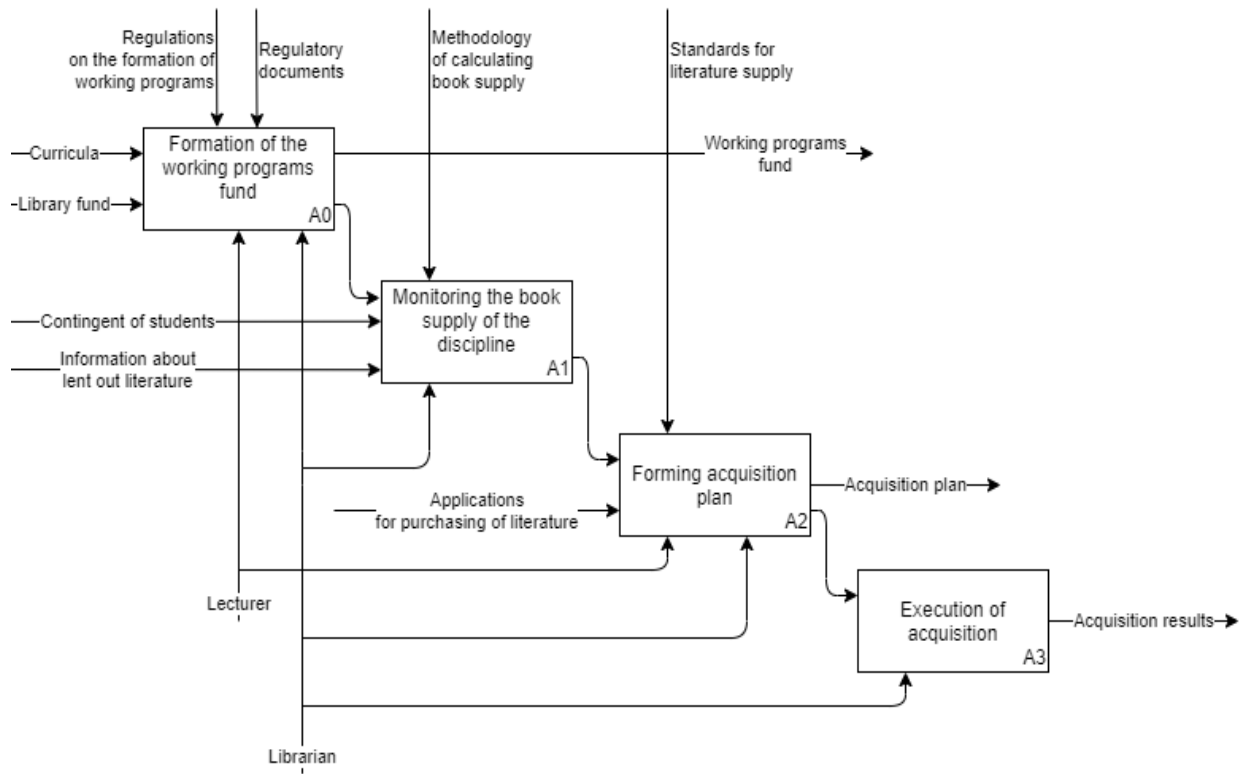 Regulations
on the formation of
working programs
Regulatory
documents
Methodology
of calculating
book supply
Standards for
literature supply
Curricula
Library fund
Formation of the
working programs
fund
A0
Working programs
fund
Contingent of students
Information about
lent out literature
Monitoring the book
supply of the
discipline
A1
Applications
for purchasing of literature
Forming acquisition
plan
A2
Acquisition plan
Lecturer
Execution of
acquisition
A3
Acquisition results
Librarian